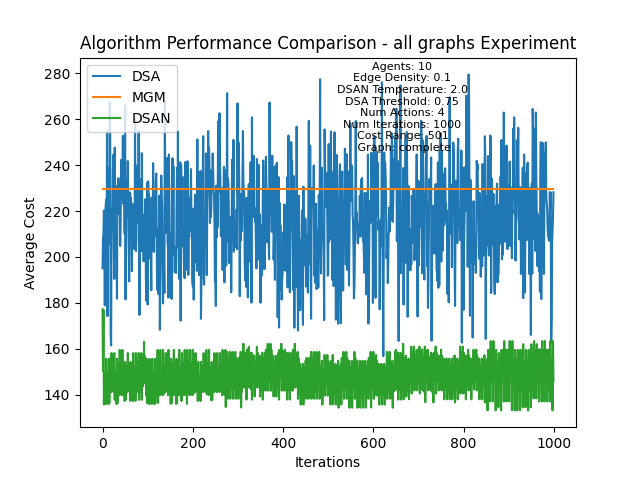 Algorithm Performance Comparison - all graphs Experiment
DSA
MGM
DSAN
Agents: 10
Edge Density: 0.1
DSAN Temperature: 2.0
DSA Threshold: 0.75
Num Actions: 4
Num Iterations: 1000
Cost Range: 501
Graph: complete
Average Cost
280
260
240
220
200
180
160
140
0
200
400
600
800
1000
Iterations